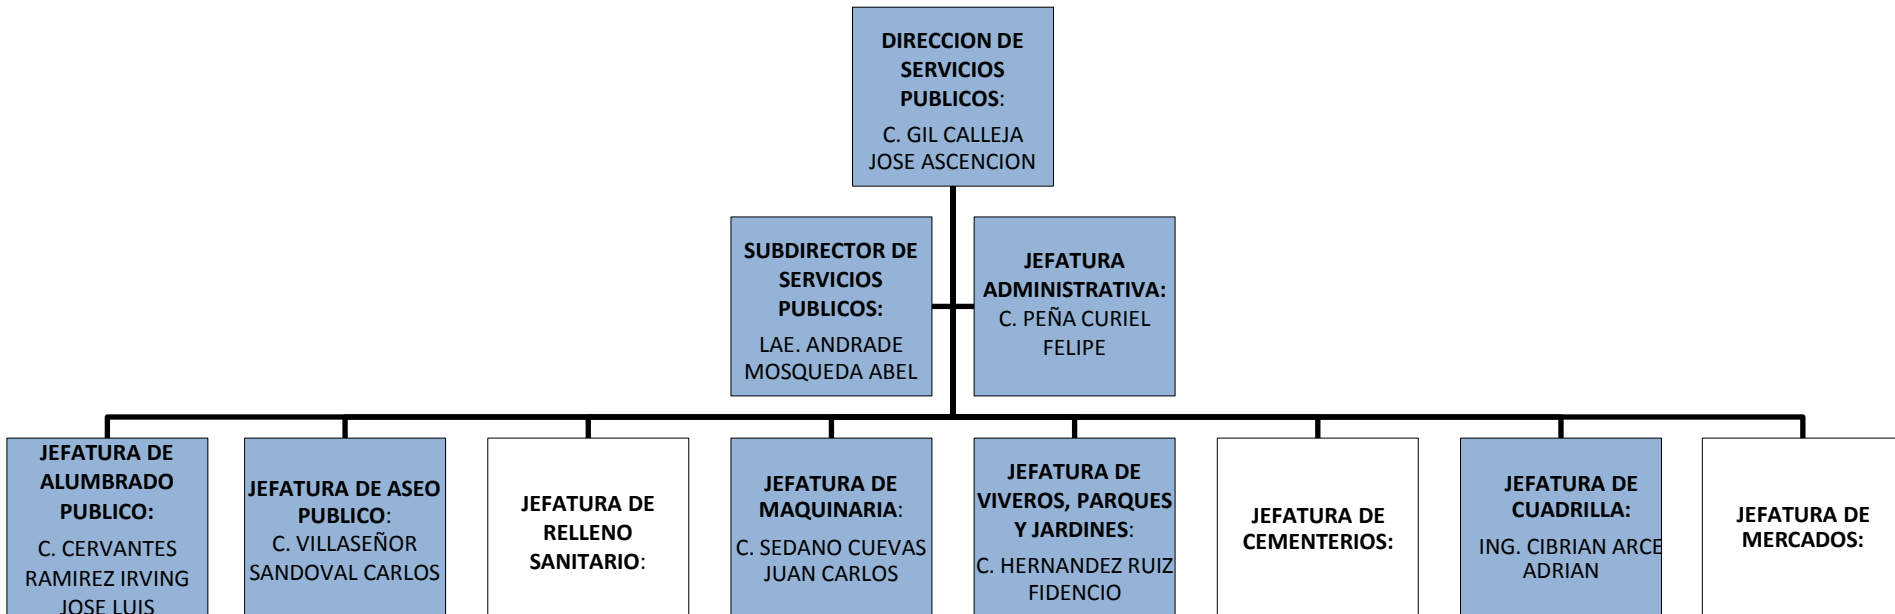 DIRECCION DE
SERVICIOS
PUBLICOS:
C. GIL CALLEJA
JOSE ASCENCION
SUBDIRECTOR DE
SERVICIOS
PUBLICOS:
LAE. ANDRADE
MOSQUEDA ABEL
JEFATURA
ADMINISTRATIVA:
C. PEÑA CURIEL
FELIPE
JEFATURA DE
ALUMBRADO
PUBLICO:
C. CERVANTES
RAMIREZ IRVING
JOSE LUIS
JEFATURA DE ASEO
PUBLICO:
C. VILLASEÑOR
SANDOVAL CARLOS
JEFATURA DE
RELLENO
SANITARIO:
JEFATURA DE
MAQUINARIA:
C. SEDANO CUEVAS
JUAN CARLOS
JEFATURA DE
VIVEROS, PARQUES
Y JARDINES:
C. HERNANDEZ RUIZ
FIDENCIO
JEFATURA DE
CEMENTERIOS:
JEFATURA DE
CUADRILLA:
ING. CIBRIAN ARCE
ADRIAN
JEFATURA DE
MERCADOS: